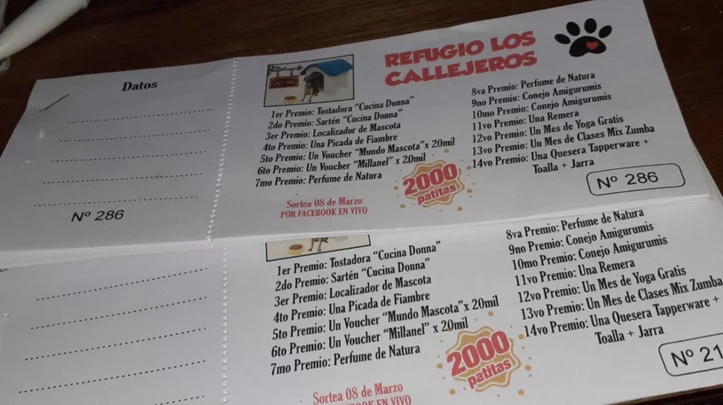 Datos
Nº 286
REFUGIO LOS
CALLEJEROS
1er Premio: Tostadora "Cucina Donna"
2do Premio: Sartén "Cucina Donna"
3er Premio: Localizador de Mascota
4to Premio: Una Picada de Fiambre
5to Premio: Un Voucher "Mundo Mascota" x 20mil
6to Premio: Un Voucher "Millanel" x 20mil
7mo Premio: Perfume de Natura
8va Premio: Perfume de Natura
9no Premio: Conejo Amigurumis
10mo Premio: Conejo Amigurumis
11vo Premio: Una Remera
12vo Premio: Un Mes de Yoga Gratis
13vo Premio: Un Mes de Clases Mix Zumba
14vo Premio: Una Quesera Tapperware +
Toalla + Jarra
2000
patitas
Sortea 08 de Marzo
POR FACEBOOK EN VIVO
Nº 286
1er Premio: Tostadora "Cucina Donna"
2do Premio: Sartén "Cucina Donna"
3er Premio: Localizador de Mascota
4to Premio: Una Picada de Fiambre
5to Premio: Un Voucher "Mundo Mascota" x 20mil
6to Premio: Un Voucher "Millanel" x 20mil
7mo Premio: Perfume de Natura
8va Premio: Perfume de Natura
9no Premio: Conejo Amigurumis
10mo Premio: Conejo Amigurumis
11vo Premio: Una Remera
12vo Premio: Un Mes de Yoga Gratis
13vo Premio: Un Mes de Clases Mix Zumba
14vo Premio: Una Quesera Tapperware +
Toalla + Jarra
2000
patitas
Sortea 08 de Marzo
POR FACEBOOK EN VIVO
Nº 21